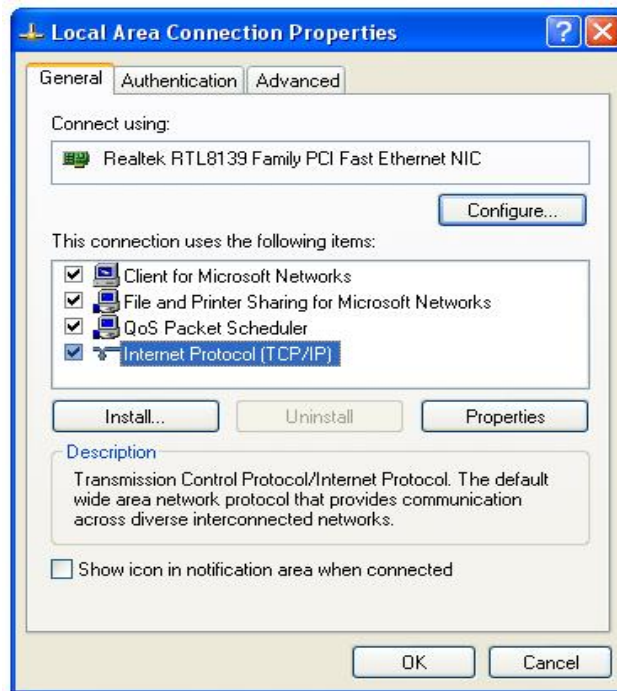 Local Area Connection Properties
General Authentication Advanced
Connect using:
Realtek RTL8139 Family PCI Fast Ethernet NIC
Configure...
This connection uses the following items:
Client for Microsoft Networks
File and Printer Sharing for Microsoft Networks
QoS Packet Scheduler
Internet Protocol (TCP/IP)
Install... Uninstall Properties
Description
Transmission Control Protocol/Internet Protocol. The default
wide area network protocol that provides communication
across diverse interconnected networks.
Show icon in notification area when connected
OK Cancel